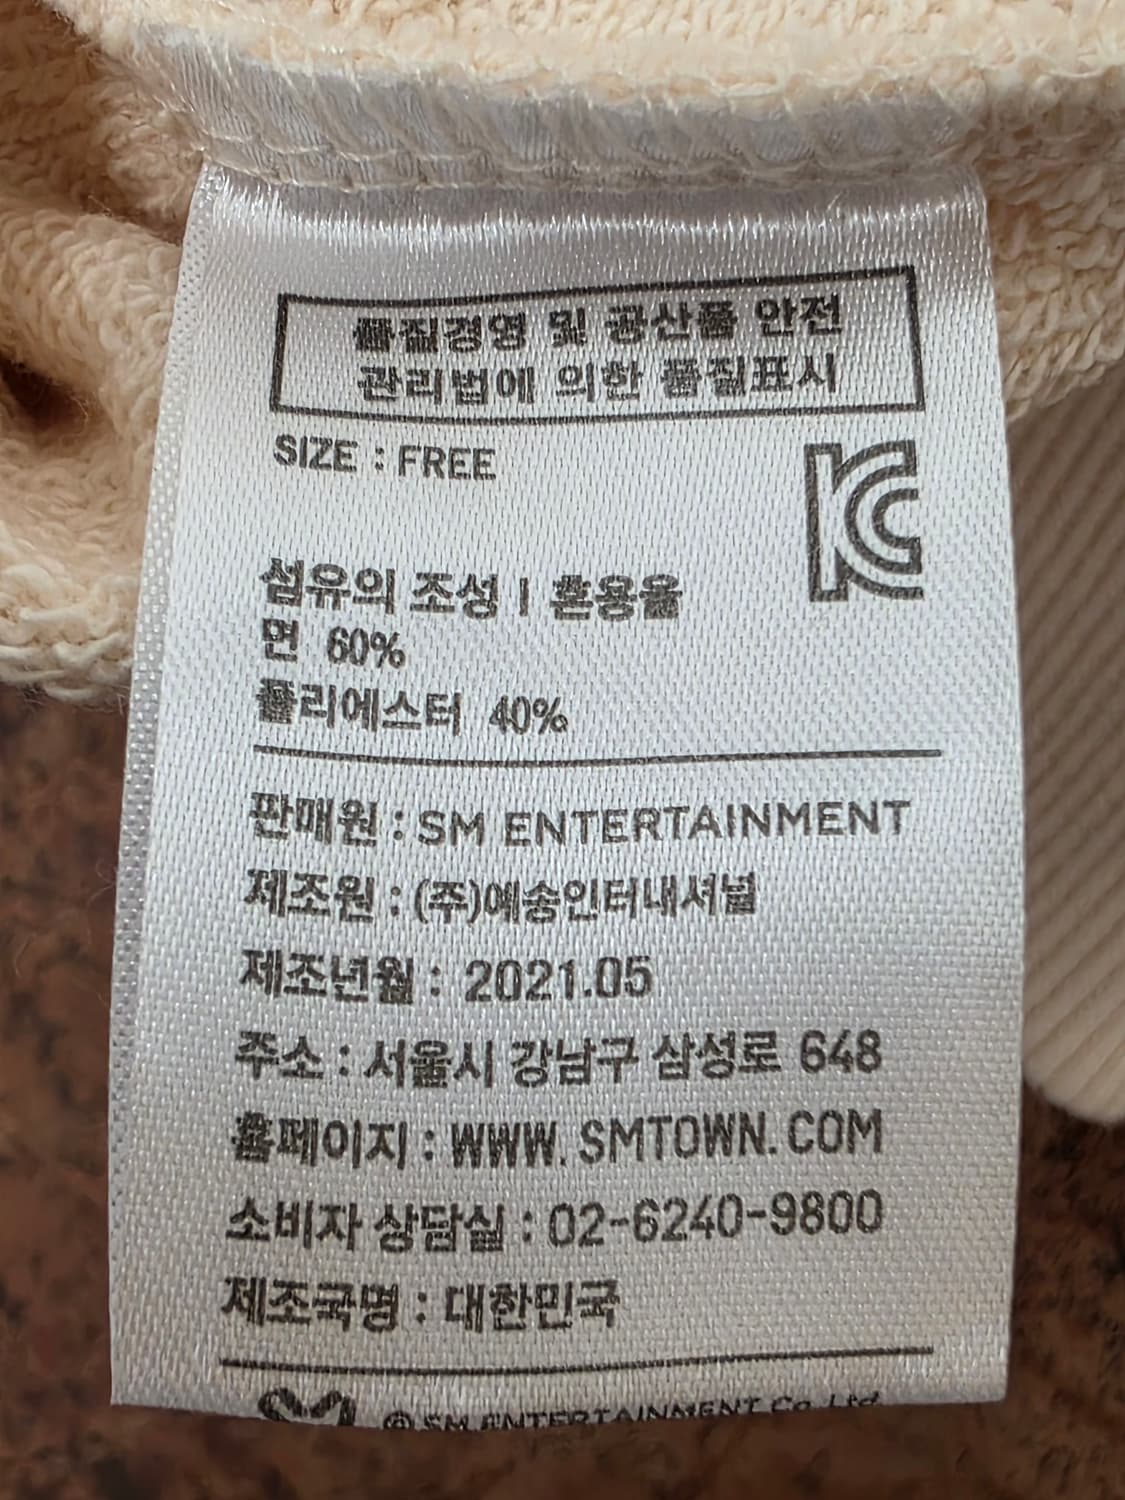 품질경영 및 공산품 안전
관리법에 의한 품질표시
SIZE : FREE
KC
섬유의 조성 | 혼용율
면 60%
폴리에스터 40%
판매원 : SM ENTERTAINMENT
제조원 : (주)예송인터내셔널
제조년월 : 2021.05
주소 : 서울시 강남구 삼성로 648
홈페이지 : WWW.SMTOWN.COM
소비자 상담실 : 02-6240-9800
제조국명 : 대한민국
© SM ENTERTAINMENT Co. Ltd.